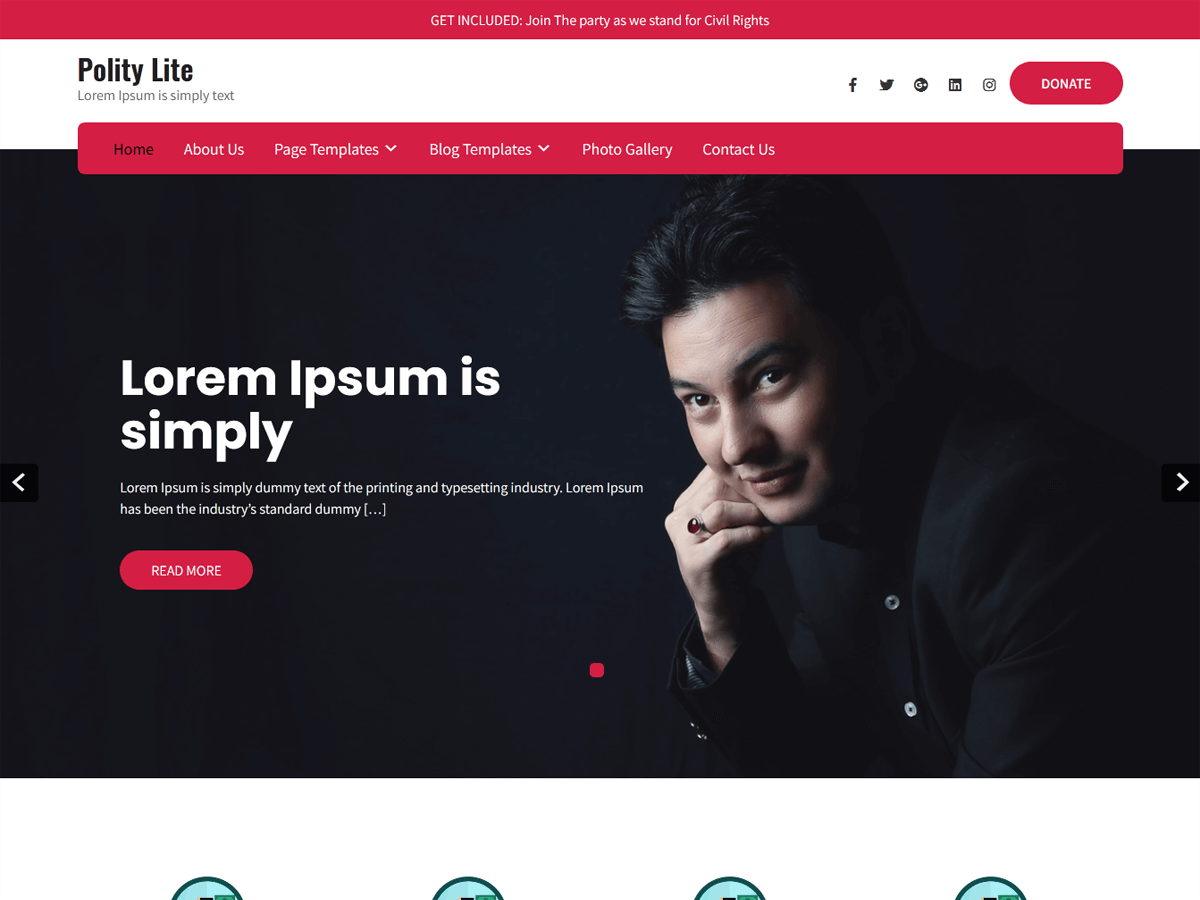 GET INCLUDED: Join The party as we stand for Civil Rights
Polity Lite
Lorem Ipsum is simply text
DONATE
Home About Us Page Templates Blog Templates Photo Gallery Contact Us
Lorem Ipsum is
simply
Lorem Ipsum is simply dummy text of the printing and typesetting industry. Lorem Ipsum
has been the industry’s standard dummy […]
READ MORE